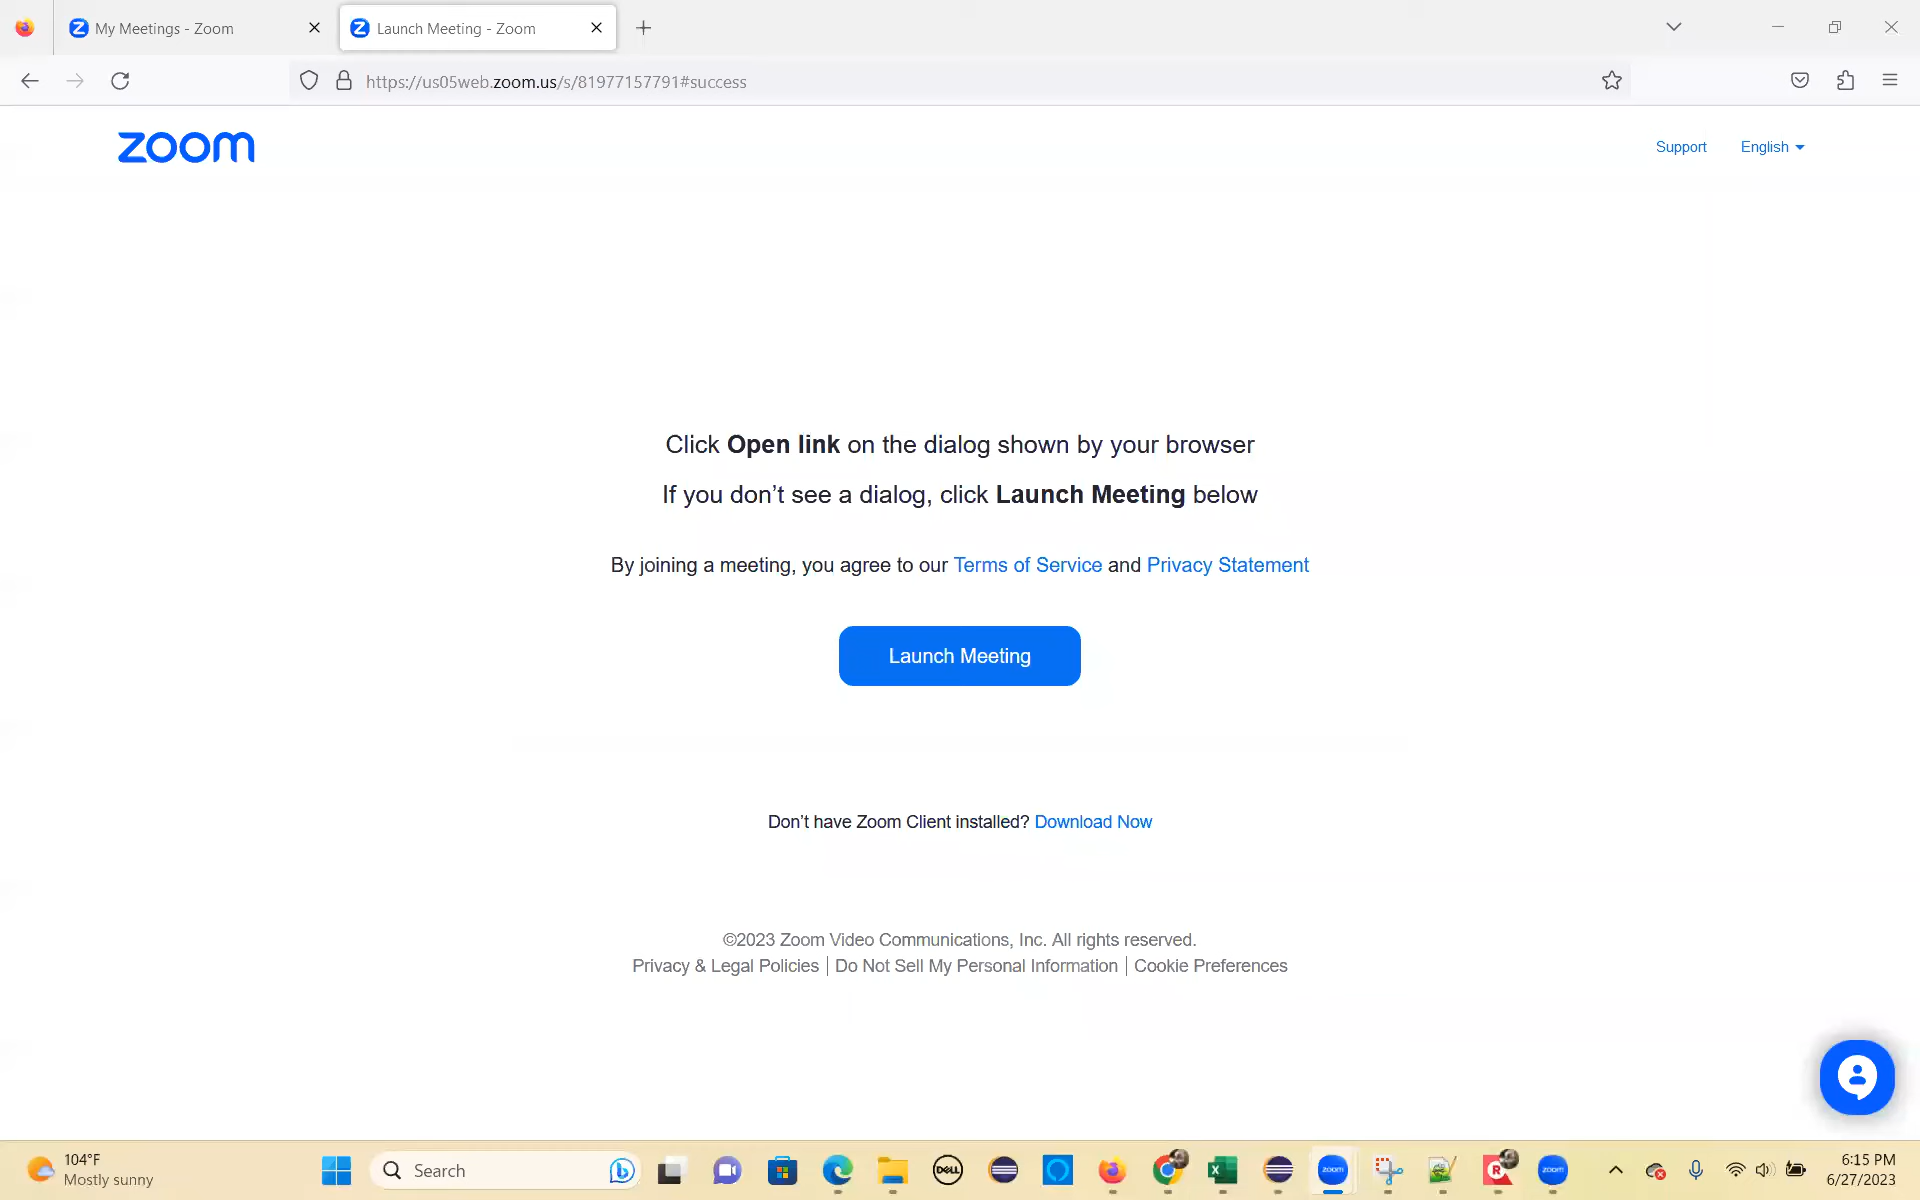 My Meetings - Zoom
Launch Meeting - Zoom
https://us05web.zoom.us/s/81977157791#success
zoom
Support
English
Click Open link on the dialog shown by your browser
If you don’t see a dialog, click Launch Meeting below
By joining a meeting, you agree to our Terms of Service and Privacy Statement
Launch Meeting
Don’t have Zoom Client installed? Download Now
©2023 Zoom Video Communications, Inc. All rights reserved.
Privacy & Legal Policies | Do Not Sell My Personal Information | Cookie Preferences
104°F
Mostly sunny
Search
DELL
zoom
zoom
6:15 PM
6/27/2023